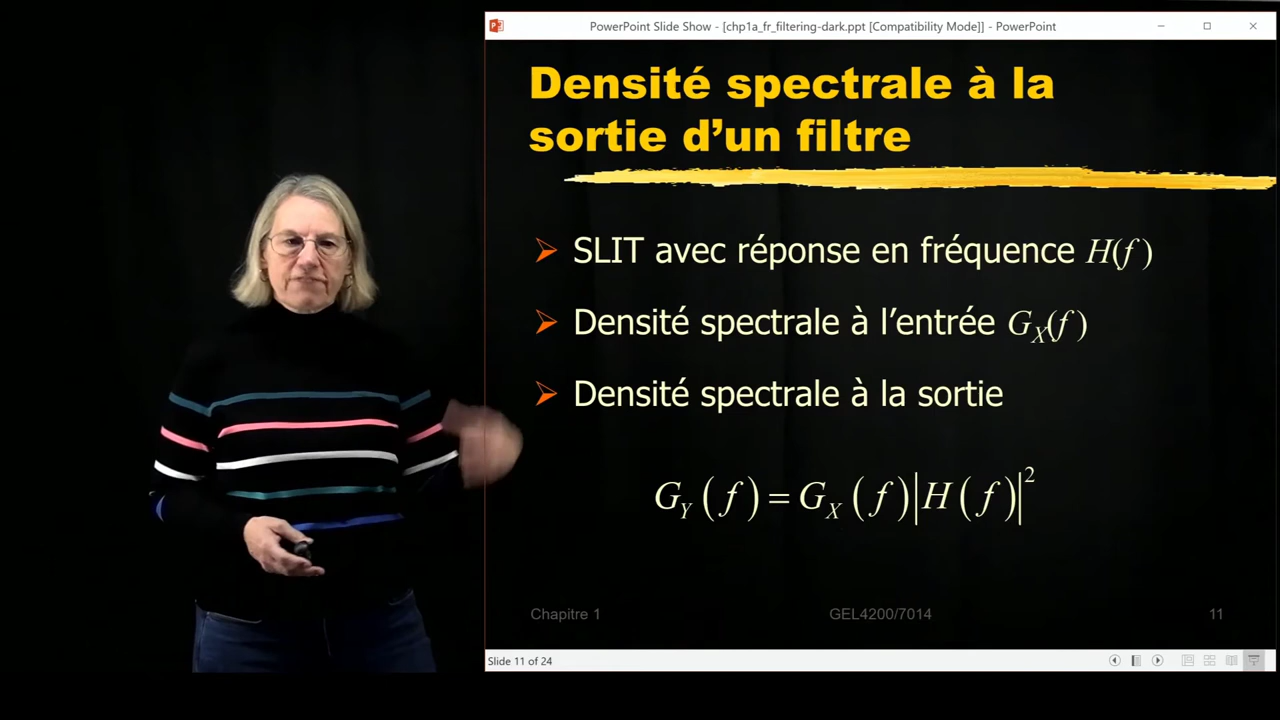 PowerPoint Slide Show - [chp1a_fr_filtering-dark.ppt [Compatibility Mode]] - PowerPoint
Densité spectrale à la
sortie d'un filtre
SLIT avec réponse en fréquence H(f)
Densité spectrale à l'entrée G_X(f)
Densité spectrale à la sortie
G_Y(f) = G_X(f)|H(f)|²
Chapitre 1 GEL4200/7014 11
Slide 11 of 24